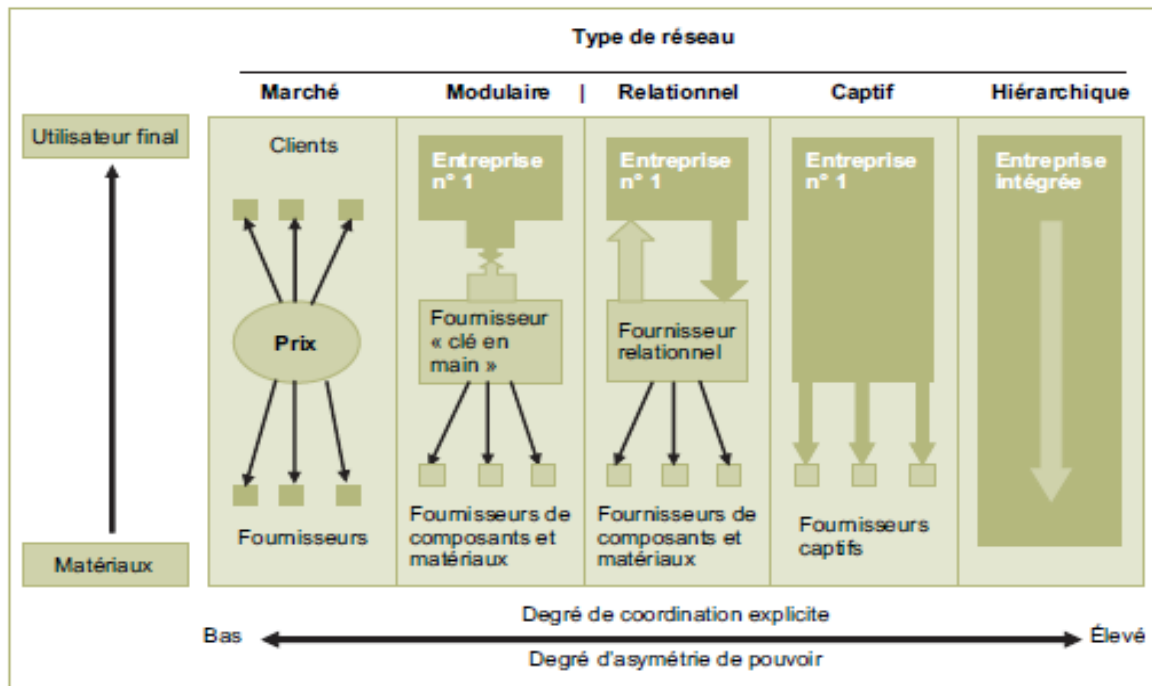 Type de réseau
Marché
Modulaire
|
Relationnel
Captif
Hiérarchique
Utilisateur final
Matériaux
Clients
Prix
Fournisseurs
Entreprise
n° 1
Fournisseur
« clé en
main »
Fournisseurs de
composants et
matériaux
Entreprise
n° 1
Fournisseur
relationnel
Fournisseurs de
composants et
matériaux
Entreprise
n° 1
Fournisseurs
captifs
Entreprise
intégrée
Degré de coordination explicite
Bas
Élevé
Degré d'asymétrie de pouvoir